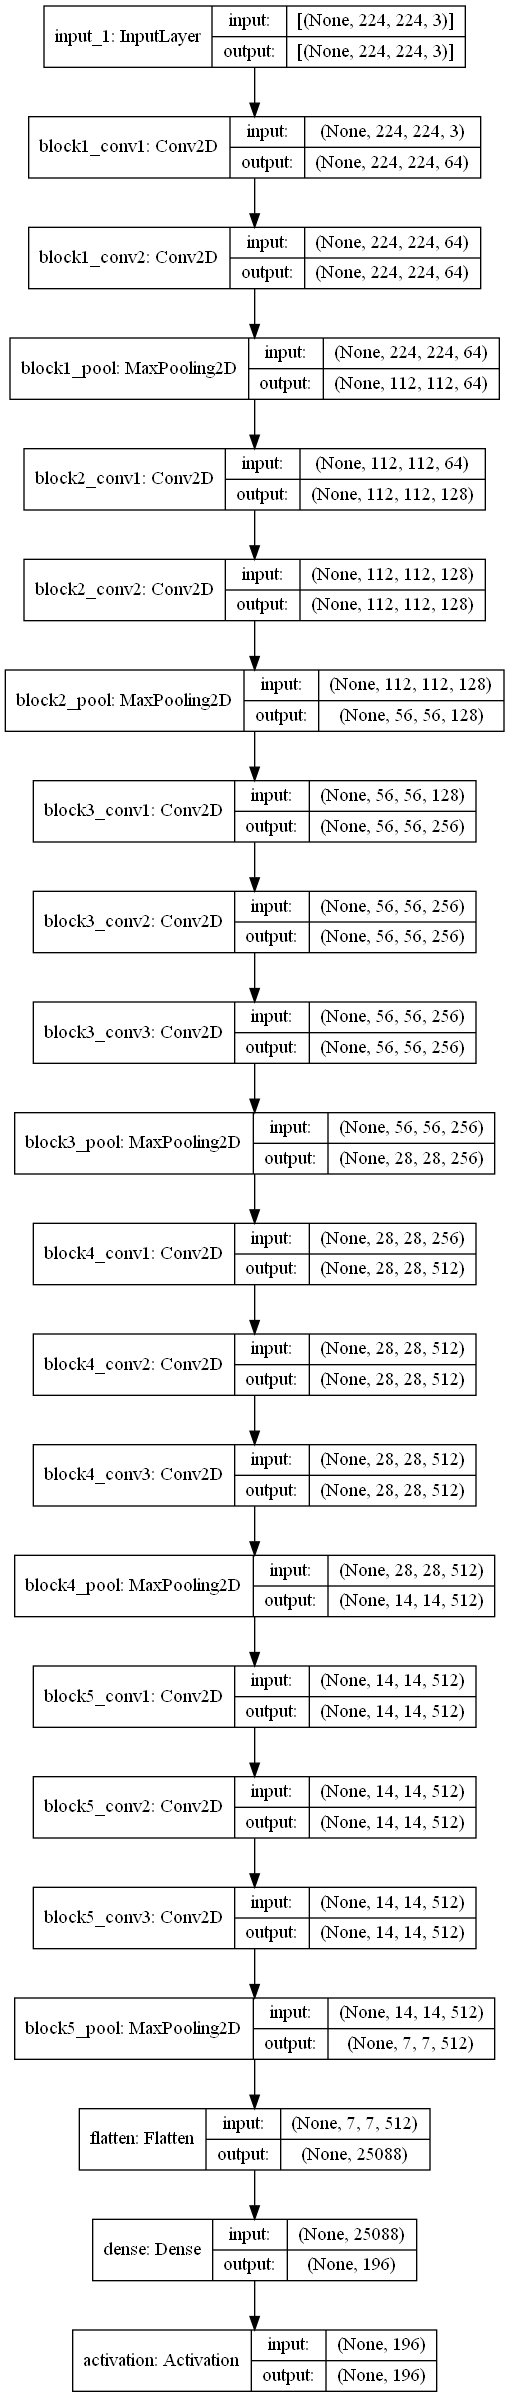 input_1: InputLayer
input: [(None, 224, 224, 3)]
output: [(None, 224, 224, 3)]
block1_conv1: Conv2D
input: (None, 224, 224, 3)
output: (None, 224, 224, 64)
block1_conv2: Conv2D
input: (None, 224, 224, 64)
output: (None, 224, 224, 64)
block1_pool: MaxPooling2D
input: (None, 224, 224, 64)
output: (None, 112, 112, 64)
block2_conv1: Conv2D
input: (None, 112, 112, 64)
output: (None, 112, 112, 128)
block2_conv2: Conv2D
input: (None, 112, 112, 128)
output: (None, 112, 112, 128)
block2_pool: MaxPooling2D
input: (None, 112, 112, 128)
output: (None, 56, 56, 128)
block3_conv1: Conv2D
input: (None, 56, 56, 128)
output: (None, 56, 56, 256)
block3_conv2: Conv2D
input: (None, 56, 56, 256)
output: (None, 56, 56, 256)
block3_conv3: Conv2D
input: (None, 56, 56, 256)
output: (None, 56, 56, 256)
block3_pool: MaxPooling2D
input: (None, 56, 56, 256)
output: (None, 28, 28, 256)
block4_conv1: Conv2D
input: (None, 28, 28, 256)
output: (None, 28, 28, 512)
block4_conv2: Conv2D
input: (None, 28, 28, 512)
output: (None, 28, 28, 512)
block4_conv3: Conv2D
input: (None, 28, 28, 512)
output: (None, 28, 28, 512)
block4_pool: MaxPooling2D
input: (None, 28, 28, 512)
output: (None, 14, 14, 512)
block5_conv1: Conv2D
input: (None, 14, 14, 512)
output: (None, 14, 14, 512)
block5_conv2: Conv2D
input: (None, 14, 14, 512)
output: (None, 14, 14, 512)
block5_conv3: Conv2D
input: (None, 14, 14, 512)
output: (None, 14, 14, 512)
block5_pool: MaxPooling2D
input: (None, 14, 14, 512)
output: (None, 7, 7, 512)
flatten: Flatten
input: (None, 7, 7, 512)
output: (None, 25088)
dense: Dense
input: (None, 25088)
output: (None, 196)
activation: Activation
input: (None, 196)
output: (None, 196)